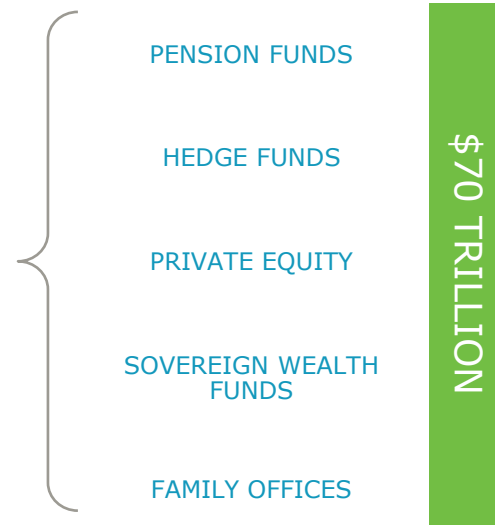 PENSION FUNDS
HEDGE FUNDS
PRIVATE EQUITY
SOVEREIGN WEALTH
FUNDS
FAMILY OFFICES
$70 TRILLION